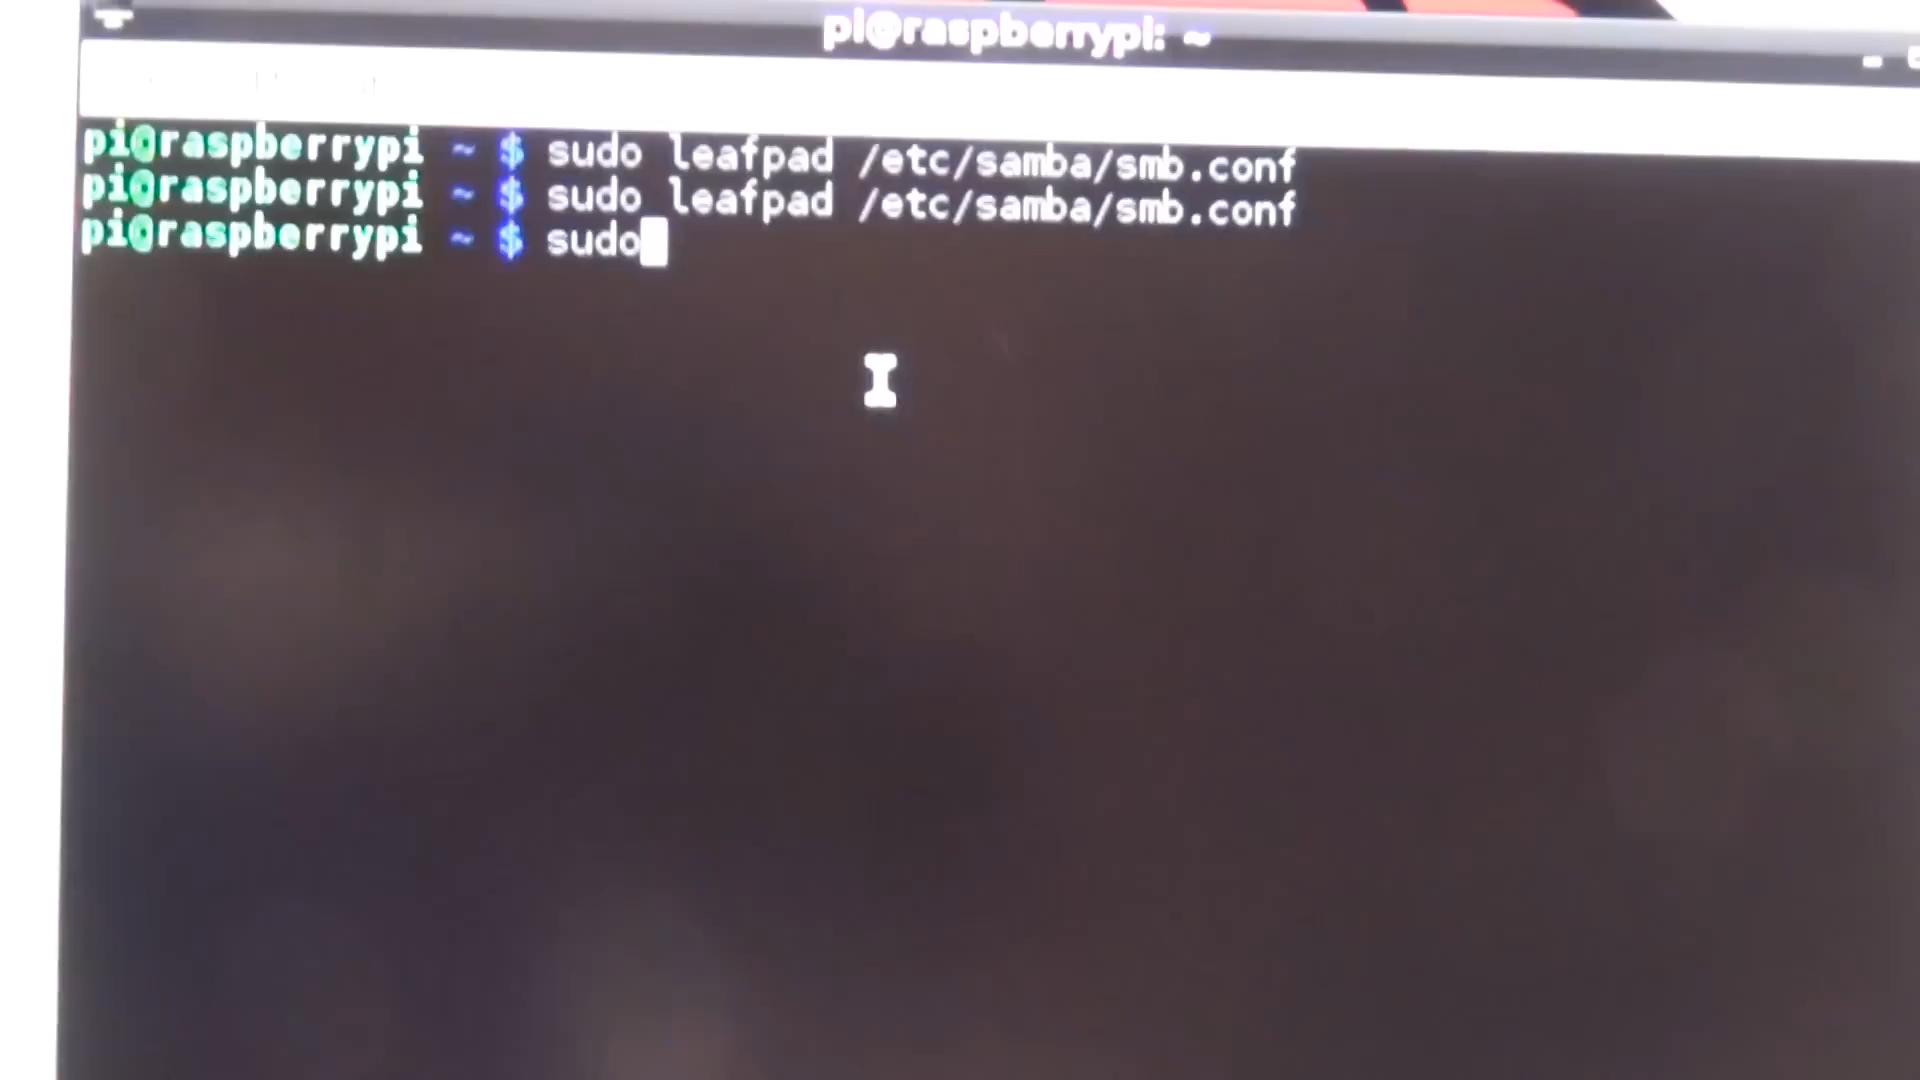 pi@raspberrypi: ~
pi@raspberrypi ~ $ sudo leafpad /etc/samba/smb.conf
pi@raspberrypi ~ $ sudo leafpad /etc/samba/smb.conf
pi@raspberrypi ~ $ sudo